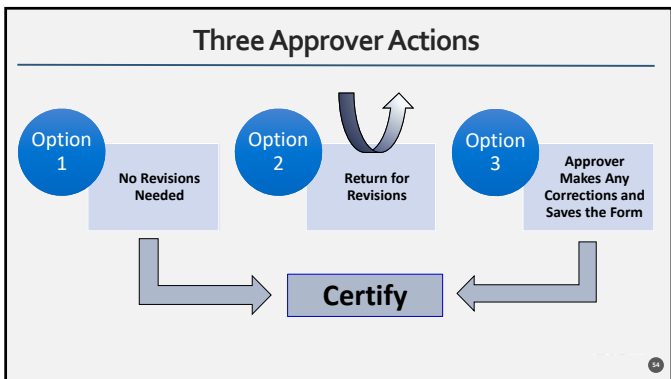 Three Approver Actions
Option
1
No Revisions
Needed
Option
2
Return for
Revisions
Option
3
Approver
Makes Any
Corrections and
Saves the Form
Certify
54